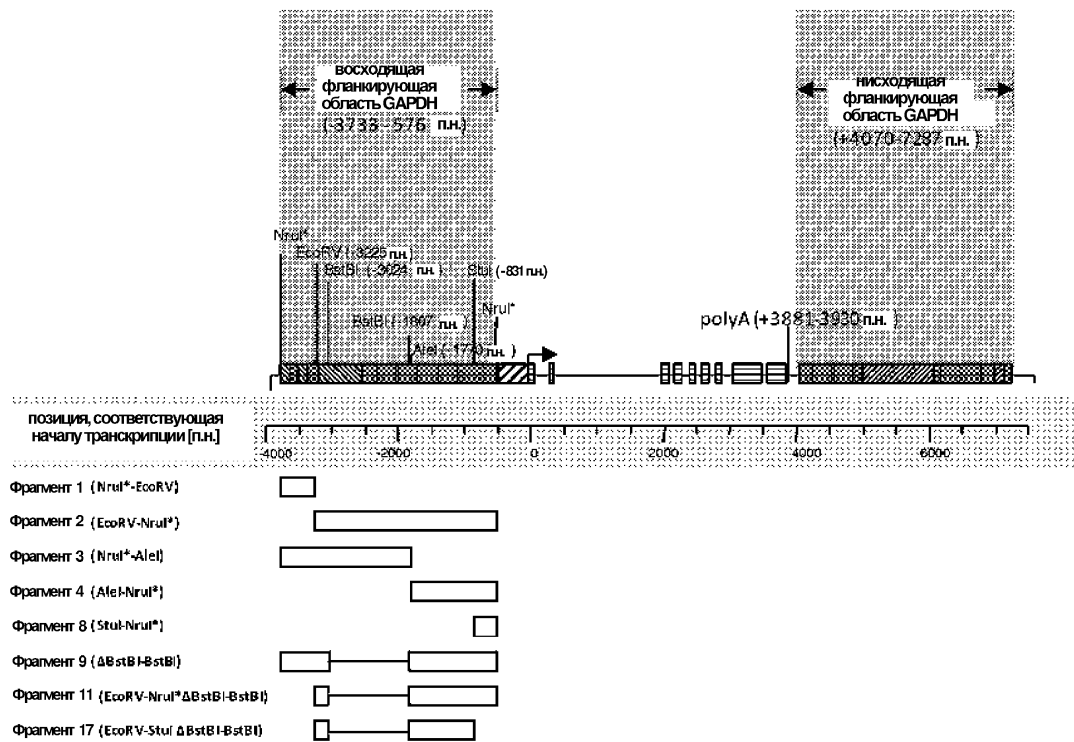 восходящая
фланкирующая
область GAPDH
(-3733 -576 п.н.)
нисходящая
фланкирующая
область GAPDH
(+4070-7287 п.н. )
NruI*
EcoRV (-3225 п.н.)
BstBI (-3024 п.н. )
StuI (-831 п.н.)
NruI*
BstBI (-1807 п.н. )
AleI (-1770 п.н. )
polyA (+3881-3930 п.н. )
позиция, соответствующая
началу транскрипции [п.н.]
-4000 -2000 0 2000 4000 6000
Фрагмент 1 (NruI*-EcoRV)
Фрагмент 2 (EcoRV-NruI*)
Фрагмент 3 (NruI*-AleI)
Фрагмент 4 (AleI-NruI*)
Фрагмент 8 (StuI-NruI*)
Фрагмент 9 (ΔBstBI-BstBI)
Фрагмент 11 (EcoRV-NruI*ΔBstBI-BstBI)
Фрагмент 17 (EcoRV-StuI ΔBstBI-BstBI)